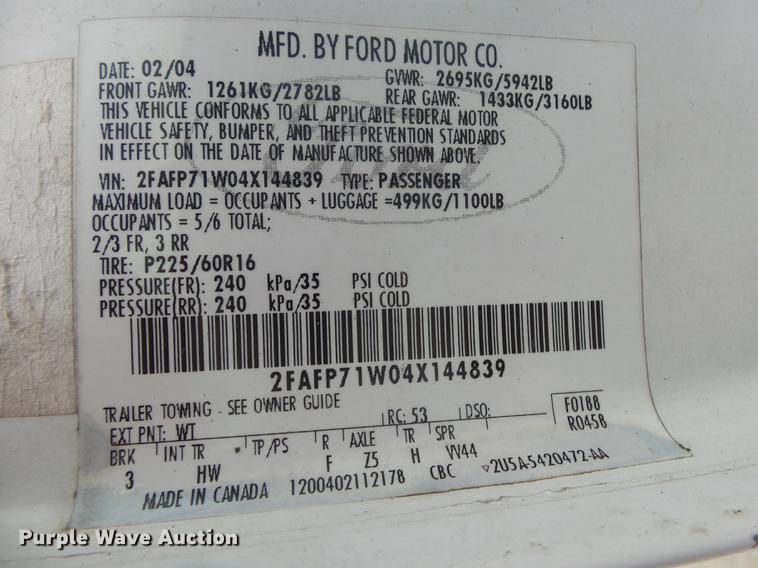 MFD. BY FORD MOTOR CO.
DATE: 02/04 GVWR: 2695KG/5942LB
FRONT GAWR: 1261KG/2782LB REAR GAWR: 1433KG/3160LB
THIS VEHICLE CONFORMS TO ALL APPLICABLE FEDERAL MOTOR
VEHICLE SAFETY, BUMPER, AND THEFT PREVENTION STANDARDS
IN EFFECT ON THE DATE OF MANUFACTURE SHOWN ABOVE.
VIN: 2FAFP71W04X144839 TYPE: PASSENGER
MAXIMUM LOAD = OCCUPANTS + LUGGAGE =499KG/1100LB
OCCUPANTS = 5/6 TOTAL;
2/3 FR, 3 RR
TIRE: P225/60R16
PRESSURE(FR): 240 kPa/35 PSI COLD
PRESSURE(RR): 240 kPa/35 PSI COLD
2FAFP71W04X144839
TRAILER TOWING - SEE OWNER GUIDE
EXT PNT: WT RC: 53 DSO: F0188
R0458
BRK INT TR TP/PS R AXLE TR SPR
3 HW F Z5 H VV44
MADE IN CANADA 1200402112178 CBC 2U5A-5420472-AA
Purple Wave Auction